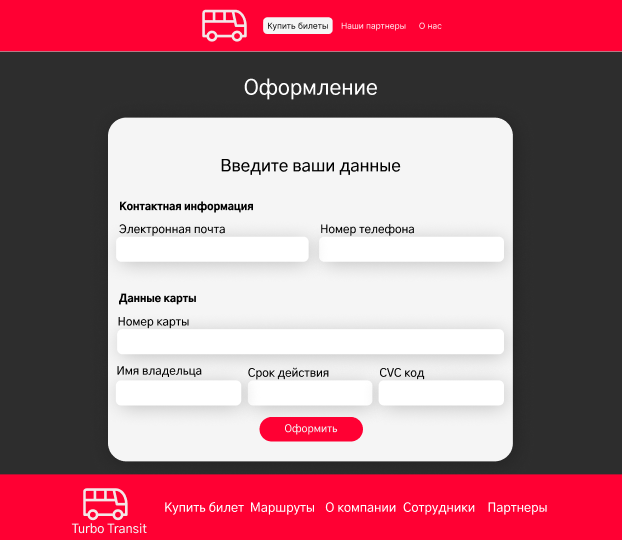 Купить билеты Наши партнеры О нас
Оформление
Введите ваши данные
Контактная информация
Электронная почта Номер телефона
Данные карты
Номер карты
Имя владельца Срок действия CVC код
Оформить
Купить билет Маршруты О компании Сотрудники Партнеры
Turbo Transit